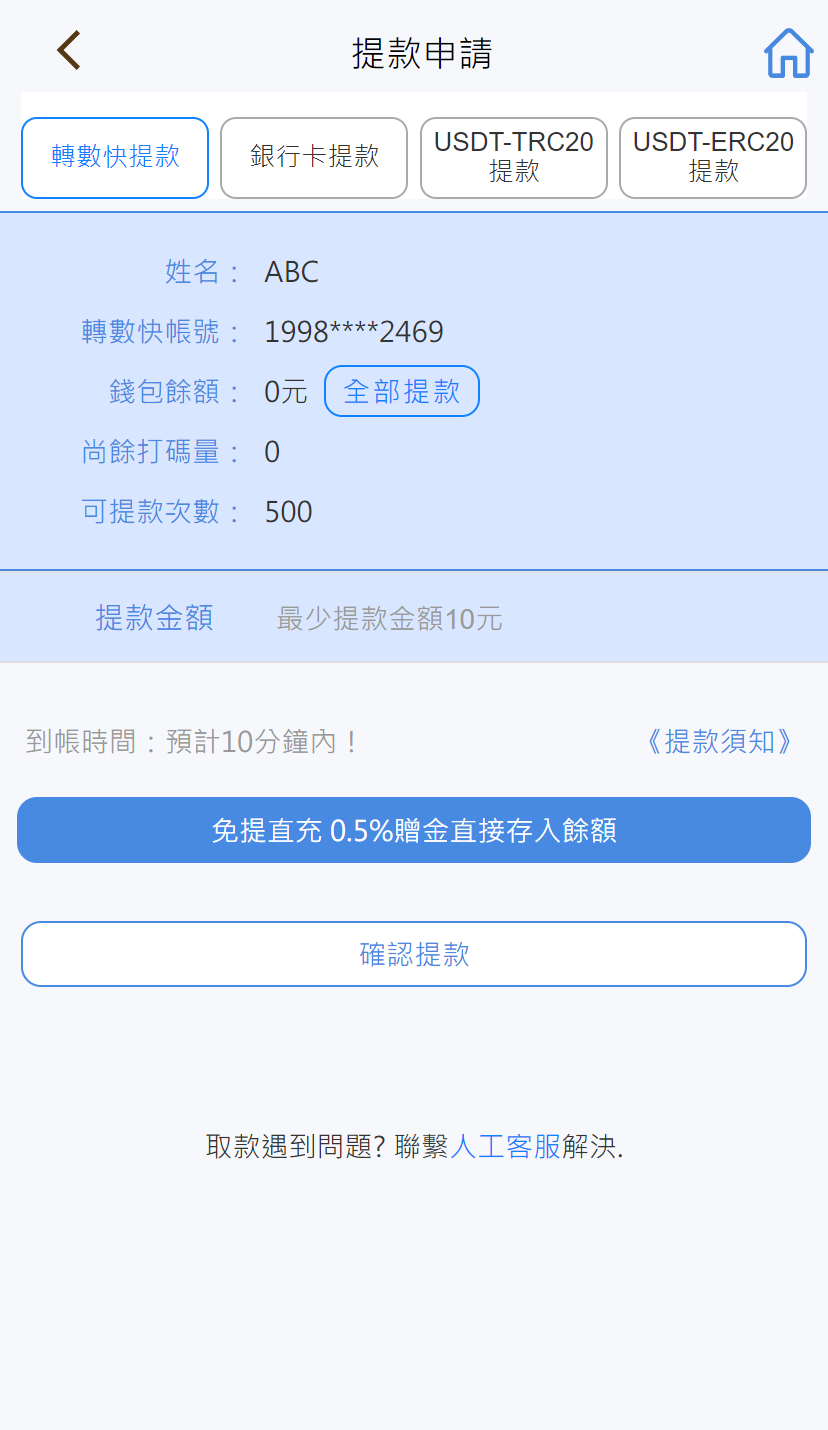 提款申請
轉數快提款
銀行卡提款
USDT-TRC20
提款
USDT-ERC20
提款
姓名： ABC
轉數快帳號： 1998****2469
錢包餘額： 0元 全部提款
尚餘打碼量： 0
可提款次數： 500
提款金額 最少提款金額10元
到帳時間：預計10分鐘內！ 《提款須知》
免提直充 0.5%贈金直接存入餘額
確認提款
取款遇到問題? 聯繫人工客服解決.